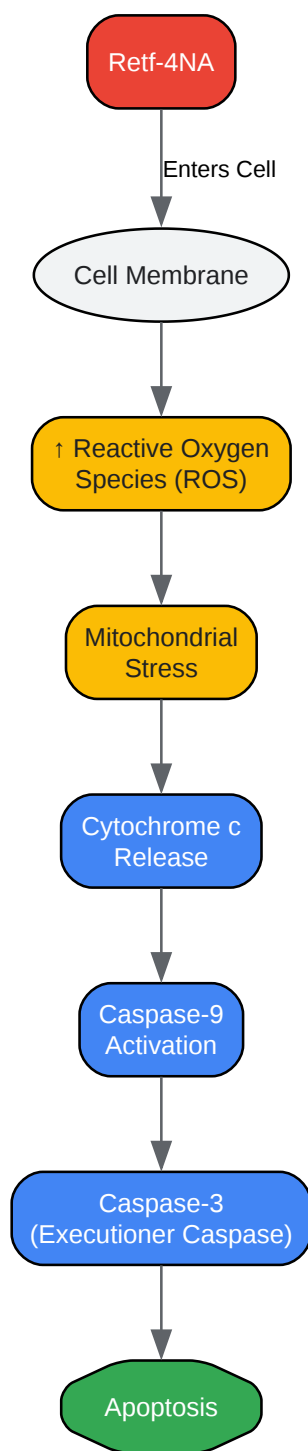 Retf-4NA
Enters Cell
Cell Membrane
↑ Reactive Oxygen
Species (ROS)
Mitochondrial
Stress
Cytochrome c
Release
Caspase-9
Activation
Caspase-3
(Executioner Caspase)
Apoptosis